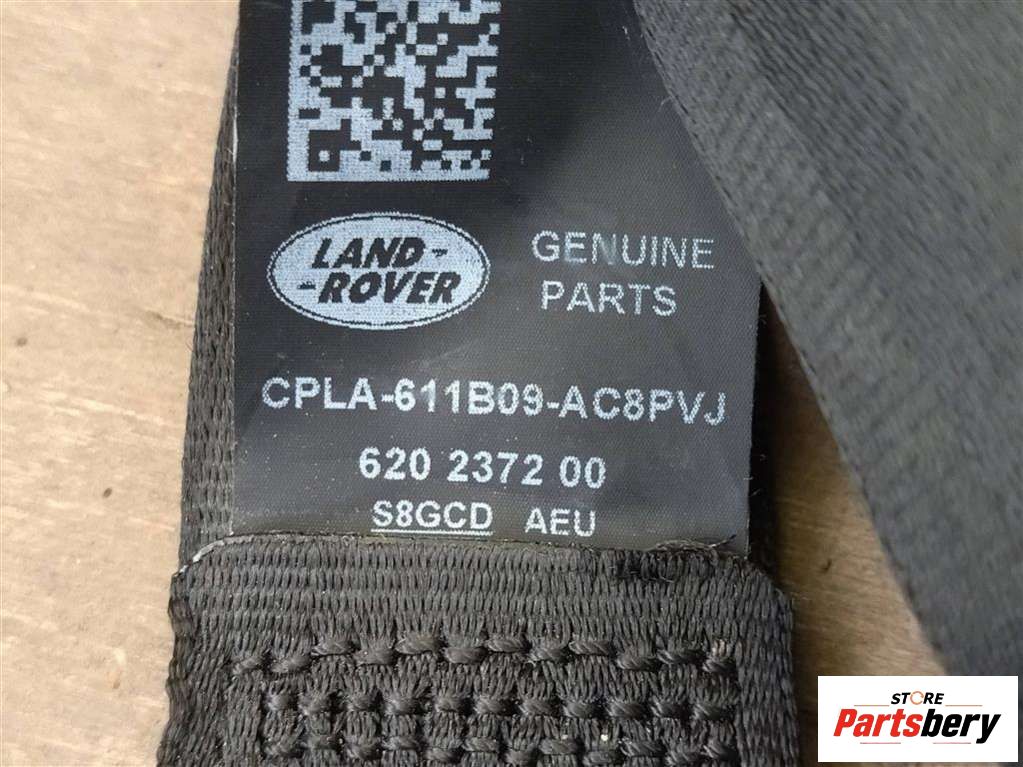 LAND-
-ROVER
GENUINE
PARTS
CPLA-611B09-AC8PVJ
620 2372 00
S8GCD AEU
STORE
Partsbery